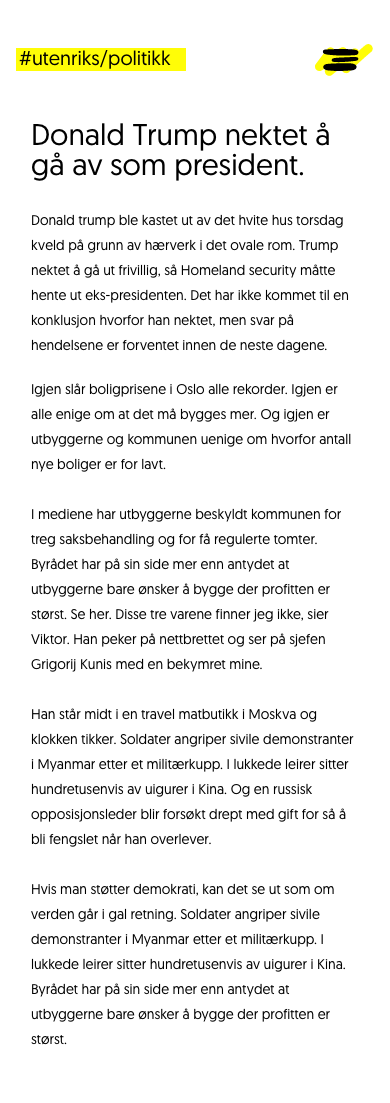 #utenriks/politikk
Donald Trump nektet å
gå av som president.
Donald trump ble kastet ut av det hvite hus torsdag
kveld på grunn av hærverk i det ovale rom. Trump
nektet å gå ut frivillig, så Homeland security måtte
hente ut eks-presidenten. Det har ikke kommet til en
konklusjon hvorfor han nektet, men svar på
hendelsene er forventet innen de neste dagene.
Igjen slår boligprisene i Oslo alle rekorder. Igjen er
alle enige om at det må bygges mer. Og igjen er
utbyggerne og kommunen uenige om hvorfor antall
nye boliger er for lavt.
I mediene har utbyggerne beskyldt kommunen for
treg saksbehandling og for få regulerte tomter.
Byrådet har på sin side mer enn antydet at
utbyggerne bare ønsker å bygge der profitten er
størst. Se her. Disse tre varene finner jeg ikke, sier
Viktor. Han peker på nettbrettet og ser på sjefen
Grigorij Kunis med en bekymret mine.
Han står midt i en travel matbutikk i Moskva og
klokken tikker. Soldater angriper sivile demonstranter
i Myanmar etter et militærkupp. I lukkede leirer sitter
hundretusenvis av uigurer i Kina. Og en russisk
opposisjonsleder blir forsøkt drept med gift for så å
bli fengslet når han overlever.
Hvis man støtter demokrati, kan det se ut som om
verden går i gal retning. Soldater angriper sivile
demonstranter i Myanmar etter et militærkupp. I
lukkede leirer sitter hundretusenvis av uigurer i Kina.
Byrådet har på sin side mer enn antydet at
utbyggerne bare ønsker å bygge der profitten er
størst.